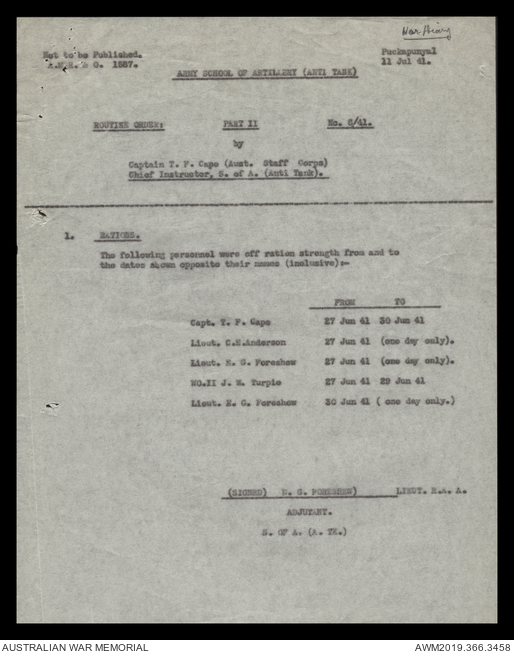 War Diary
Not to be Published. Puckapunyal
A.M.R. & O. 1587. 11 Jul 41.
ARMY SCHOOL OF ARTILLERY (ANTI TANK)
ROUTINE ORDER: PART II No. 2/41.
by
Captain T. F. Cape (Aust. Staff Corps)
Chief Instructor, S. of A. (Anti Tank).
1. RATIONS.
The following personnel were off ration strength from and to
the dates shown opposite their names (inclusive):-
FROM TO
Capt. T. F. Cape 27 Jun 41 30 Jun 41
Lieut. C.H.Anderson 27 Jun 41 (one day only).
Lieut. E. G. Foreshew 27 Jun 41 (one day only).
WO.II J. W. Turpie 27 Jun 41 29 Jun 41
Lieut. E. G. Foreshew 30 Jun 41 ( one day only.)
(SIGNED) G. LIEUT. R.A. A.
ADJUTANT.
S. OF A. (A. TK.)
AUSTRALIAN WAR MEMORIAL AWM2019.366.3458